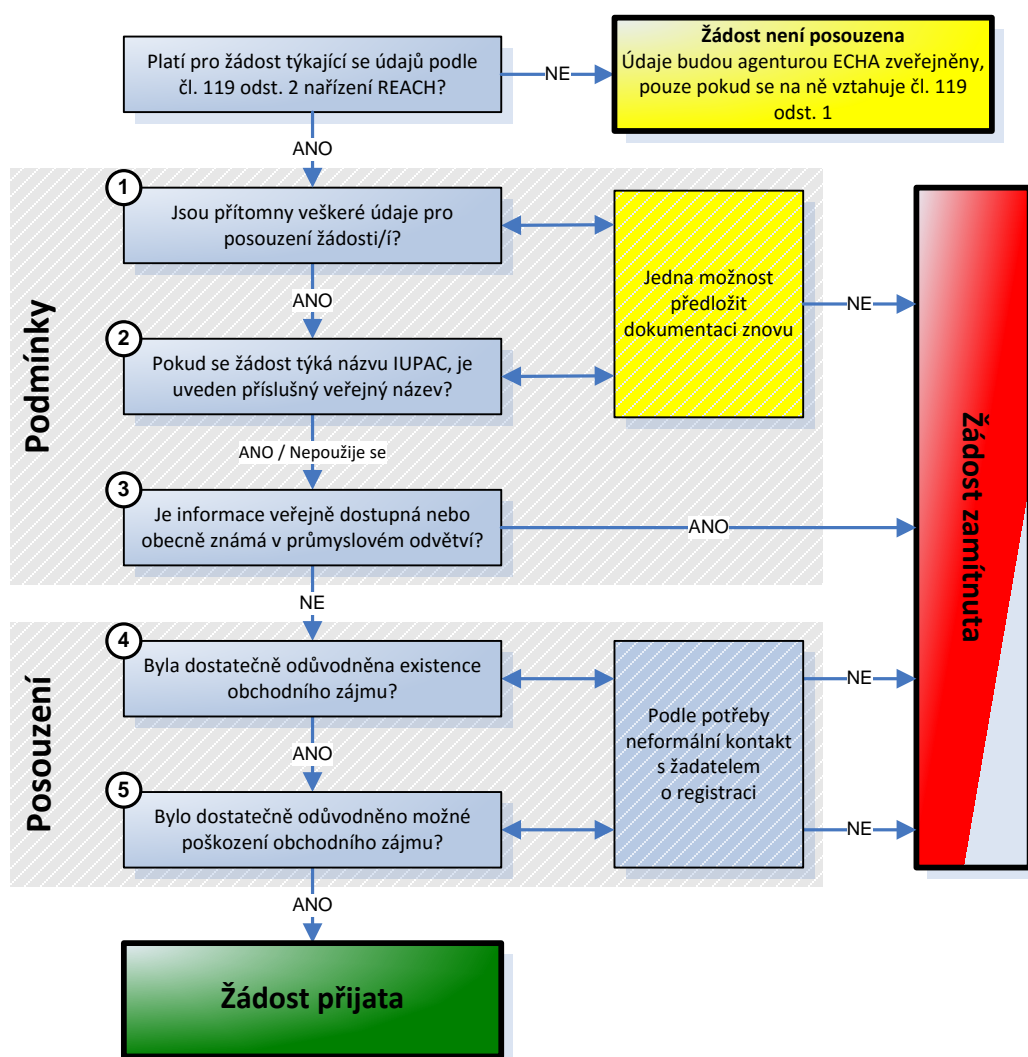 Platí pro žádost týkající se údajů podle
čl. 119 odst. 2 nařízení REACH?
NE
Žádost není posouzena
Údaje budou agenturou ECHA zveřejněny,
pouze pokud se na ně vztahuje čl. 119
odst. 1
ANO
Podmínky
1
Jsou přítomny veškeré údaje pro
posouzení žádosti/í?
ANO
Jedna možnost
předložit
dokumentaci znovu
NE
2
Pokud se žádost týká názvu IUPAC, je
uveden příslušný veřejný název?
ANO / Nepoužije se
3
Je informace veřejně dostupná nebo
obecně známá v průmyslovém odvětví?
ANO
Žádost zamítnuta
NE
Posouzení
4
Byla dostatečně odůvodněna existence
obchodního zájmu?
NE
Podle potřeby
neformální kontakt
s žadatelem
o registraci
ANO
5
Bylo dostatečně odůvodněno možné
poškození obchodního zájmu?
NE
ANO
Žádost přijata